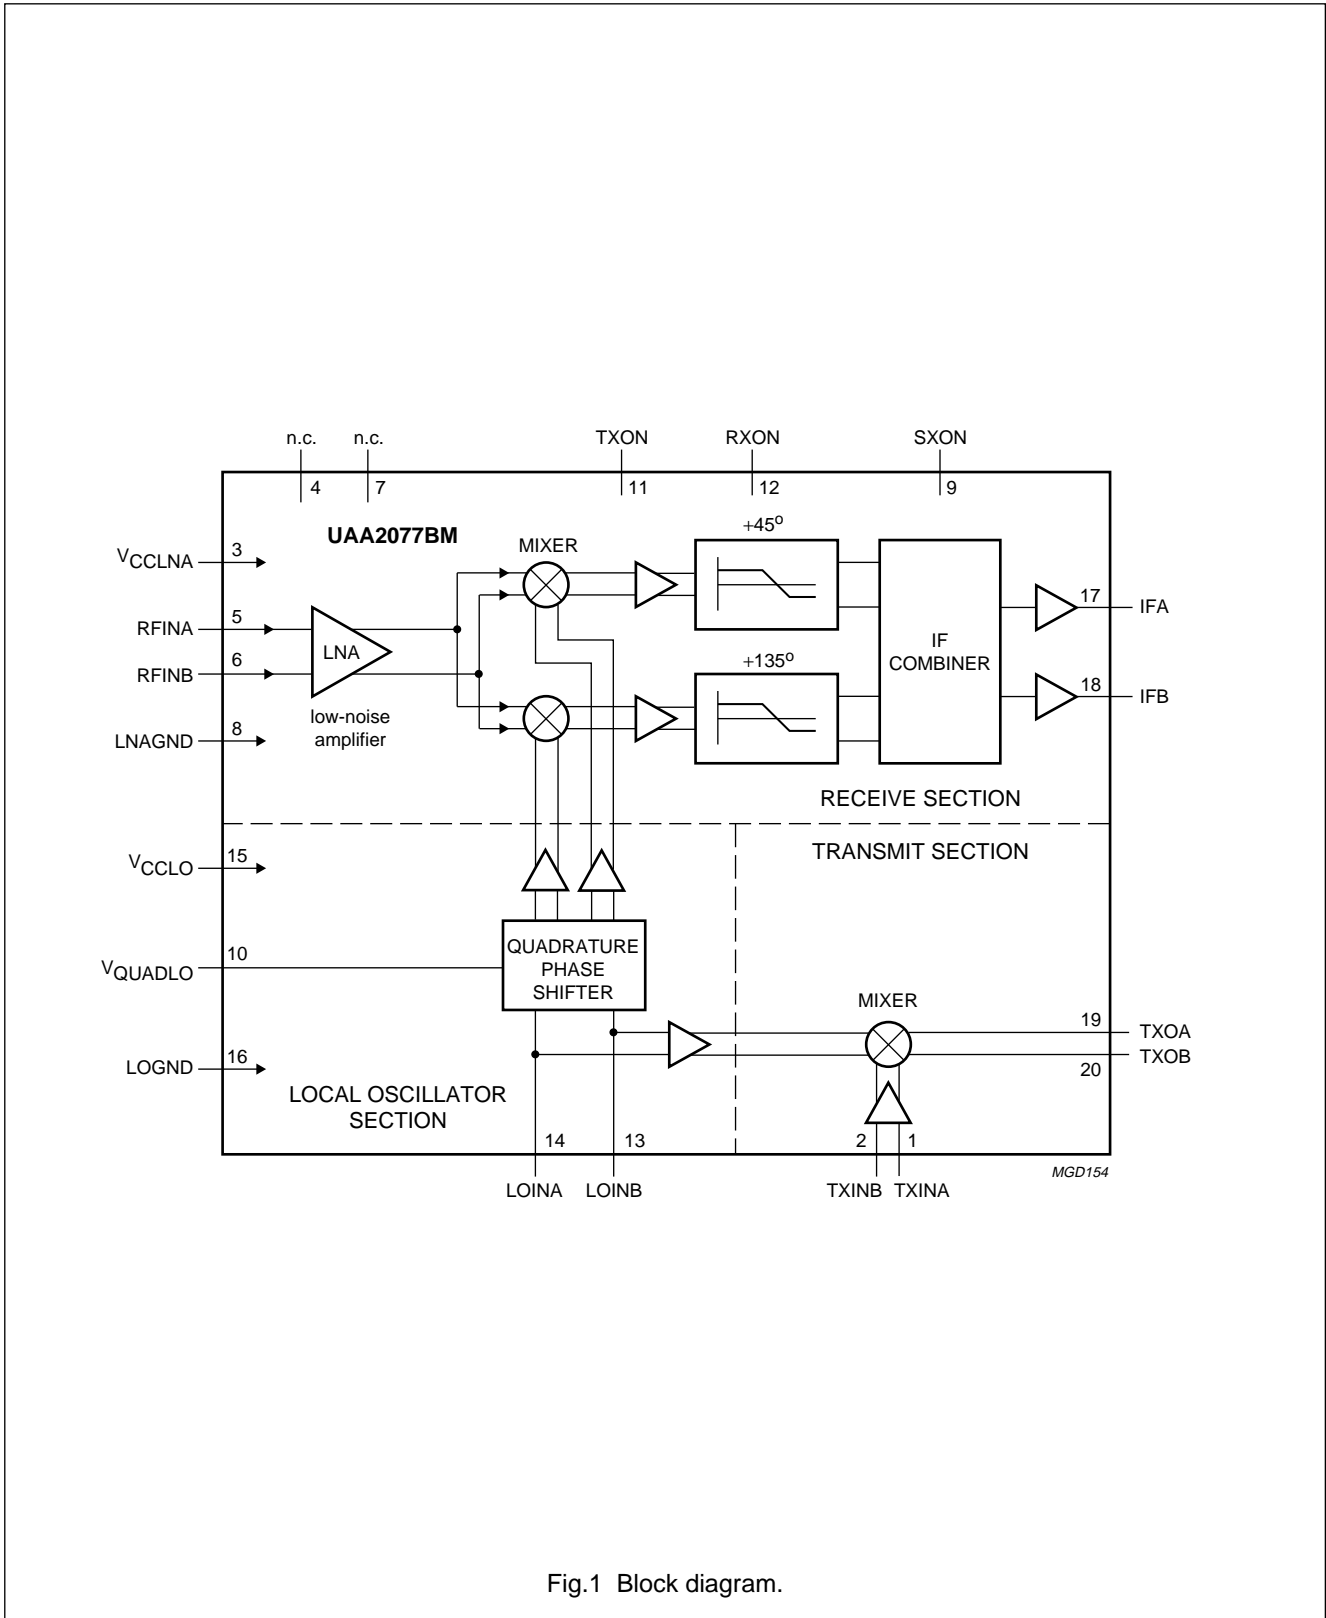 n.c. n.c. TXON RXON SXON
4 7 11 12 9
UAA2077BM
+45o
MIXER
VCCLNA 3
RFINA 5
LNA
RFINB 6
low-noise
amplifier
LNAGND 8
+135o
IF
COMBINER
17 IFA
18 IFB
RECEIVE SECTION
TRANSMIT SECTION
VCCLO 15
VQUADLO 10
QUADRATURE
PHASE
SHIFTER
LOGND 16
LOCAL OSCILLATOR
SECTION
MIXER
19 TXOA
TXOB
20
14 13 2 1
LOINA LOINB TXINB TXINA
MGD154
Fig.1 Block diagram.